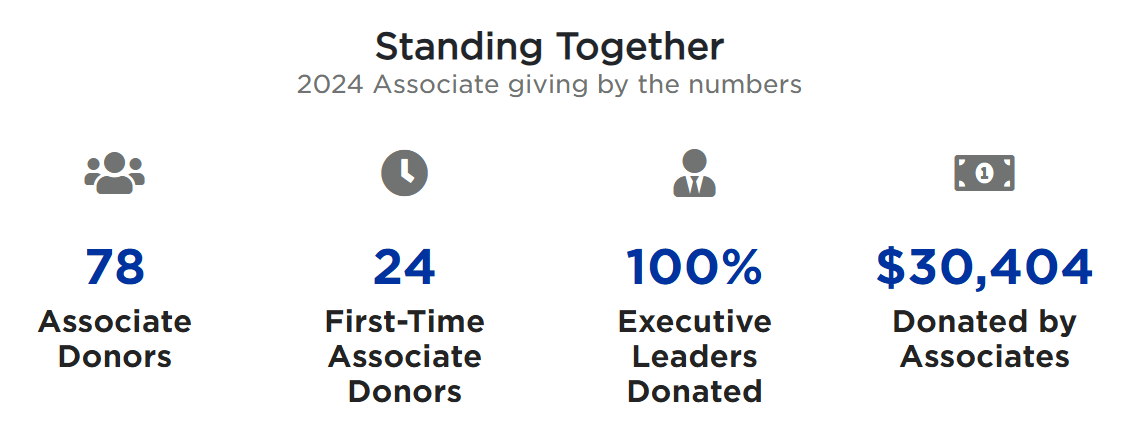 Standing Together
2024 Associate giving by the numbers
1
78
Associate
Donors
24
First-Time
Associate
Donors
100%
Executive
Leaders
Donated
$30,404
Donated by
Associates